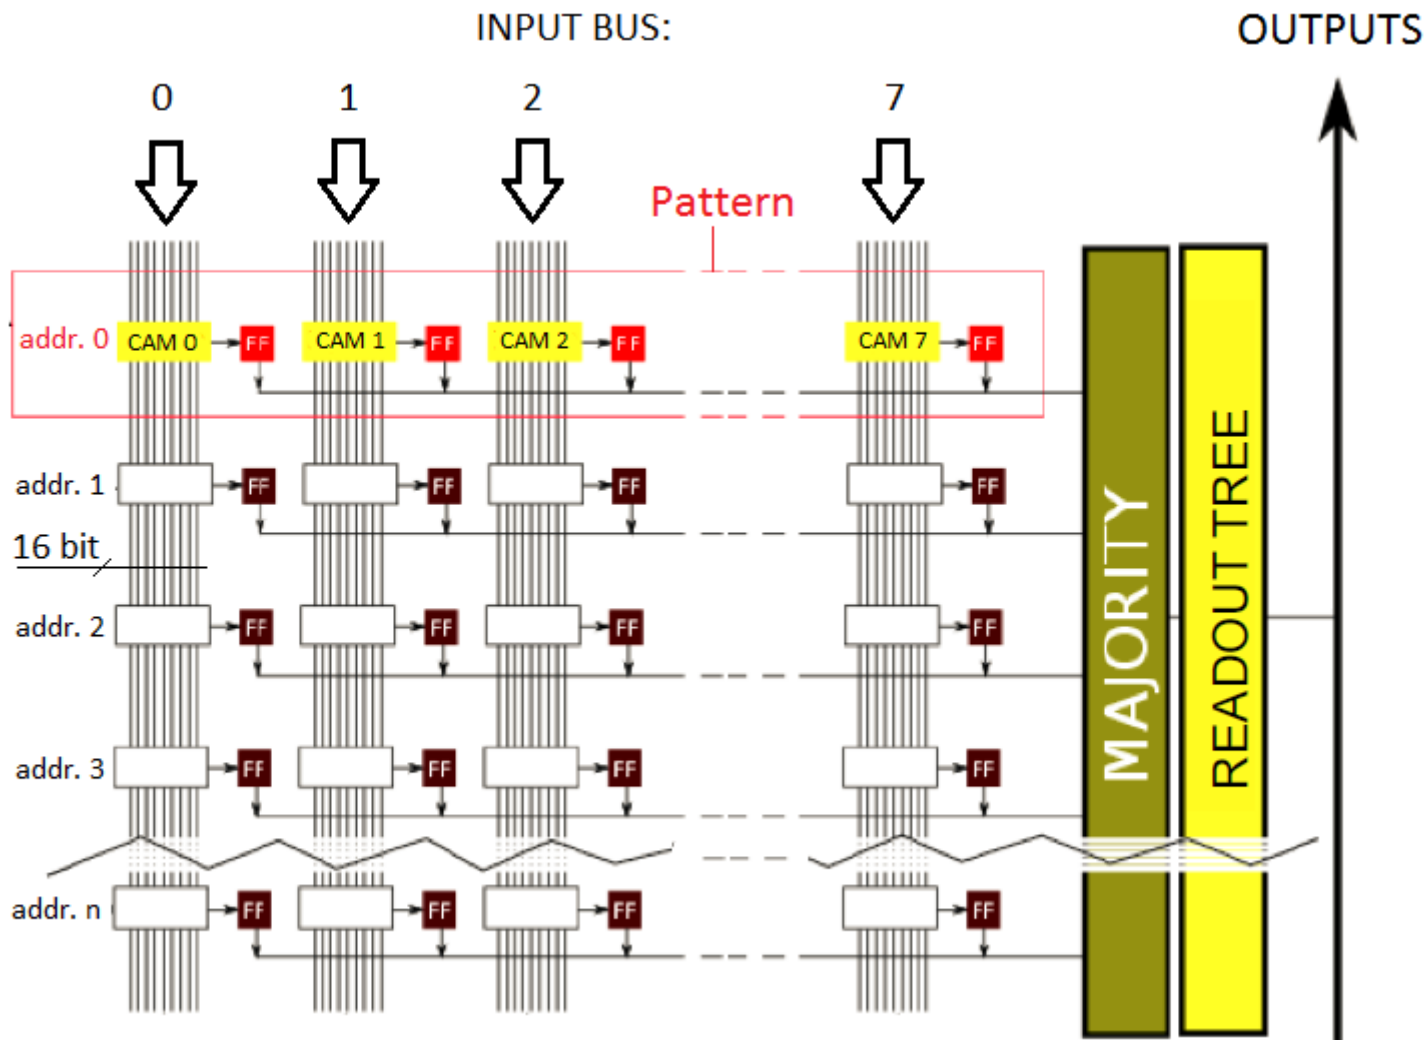 INPUT BUS:
OUTPUTS
0 1 2 7
Pattern
addr. 0 CAM 0 FF CAM 1 FF CAM 2 FF CAM 7 FF
addr. 1 FF FF FF FF
16 bit
addr. 2 FF FF FF FF
addr. 3 FF FF FF FF
addr. n FF FF FF FF
MAJORITY
READOUT TREE